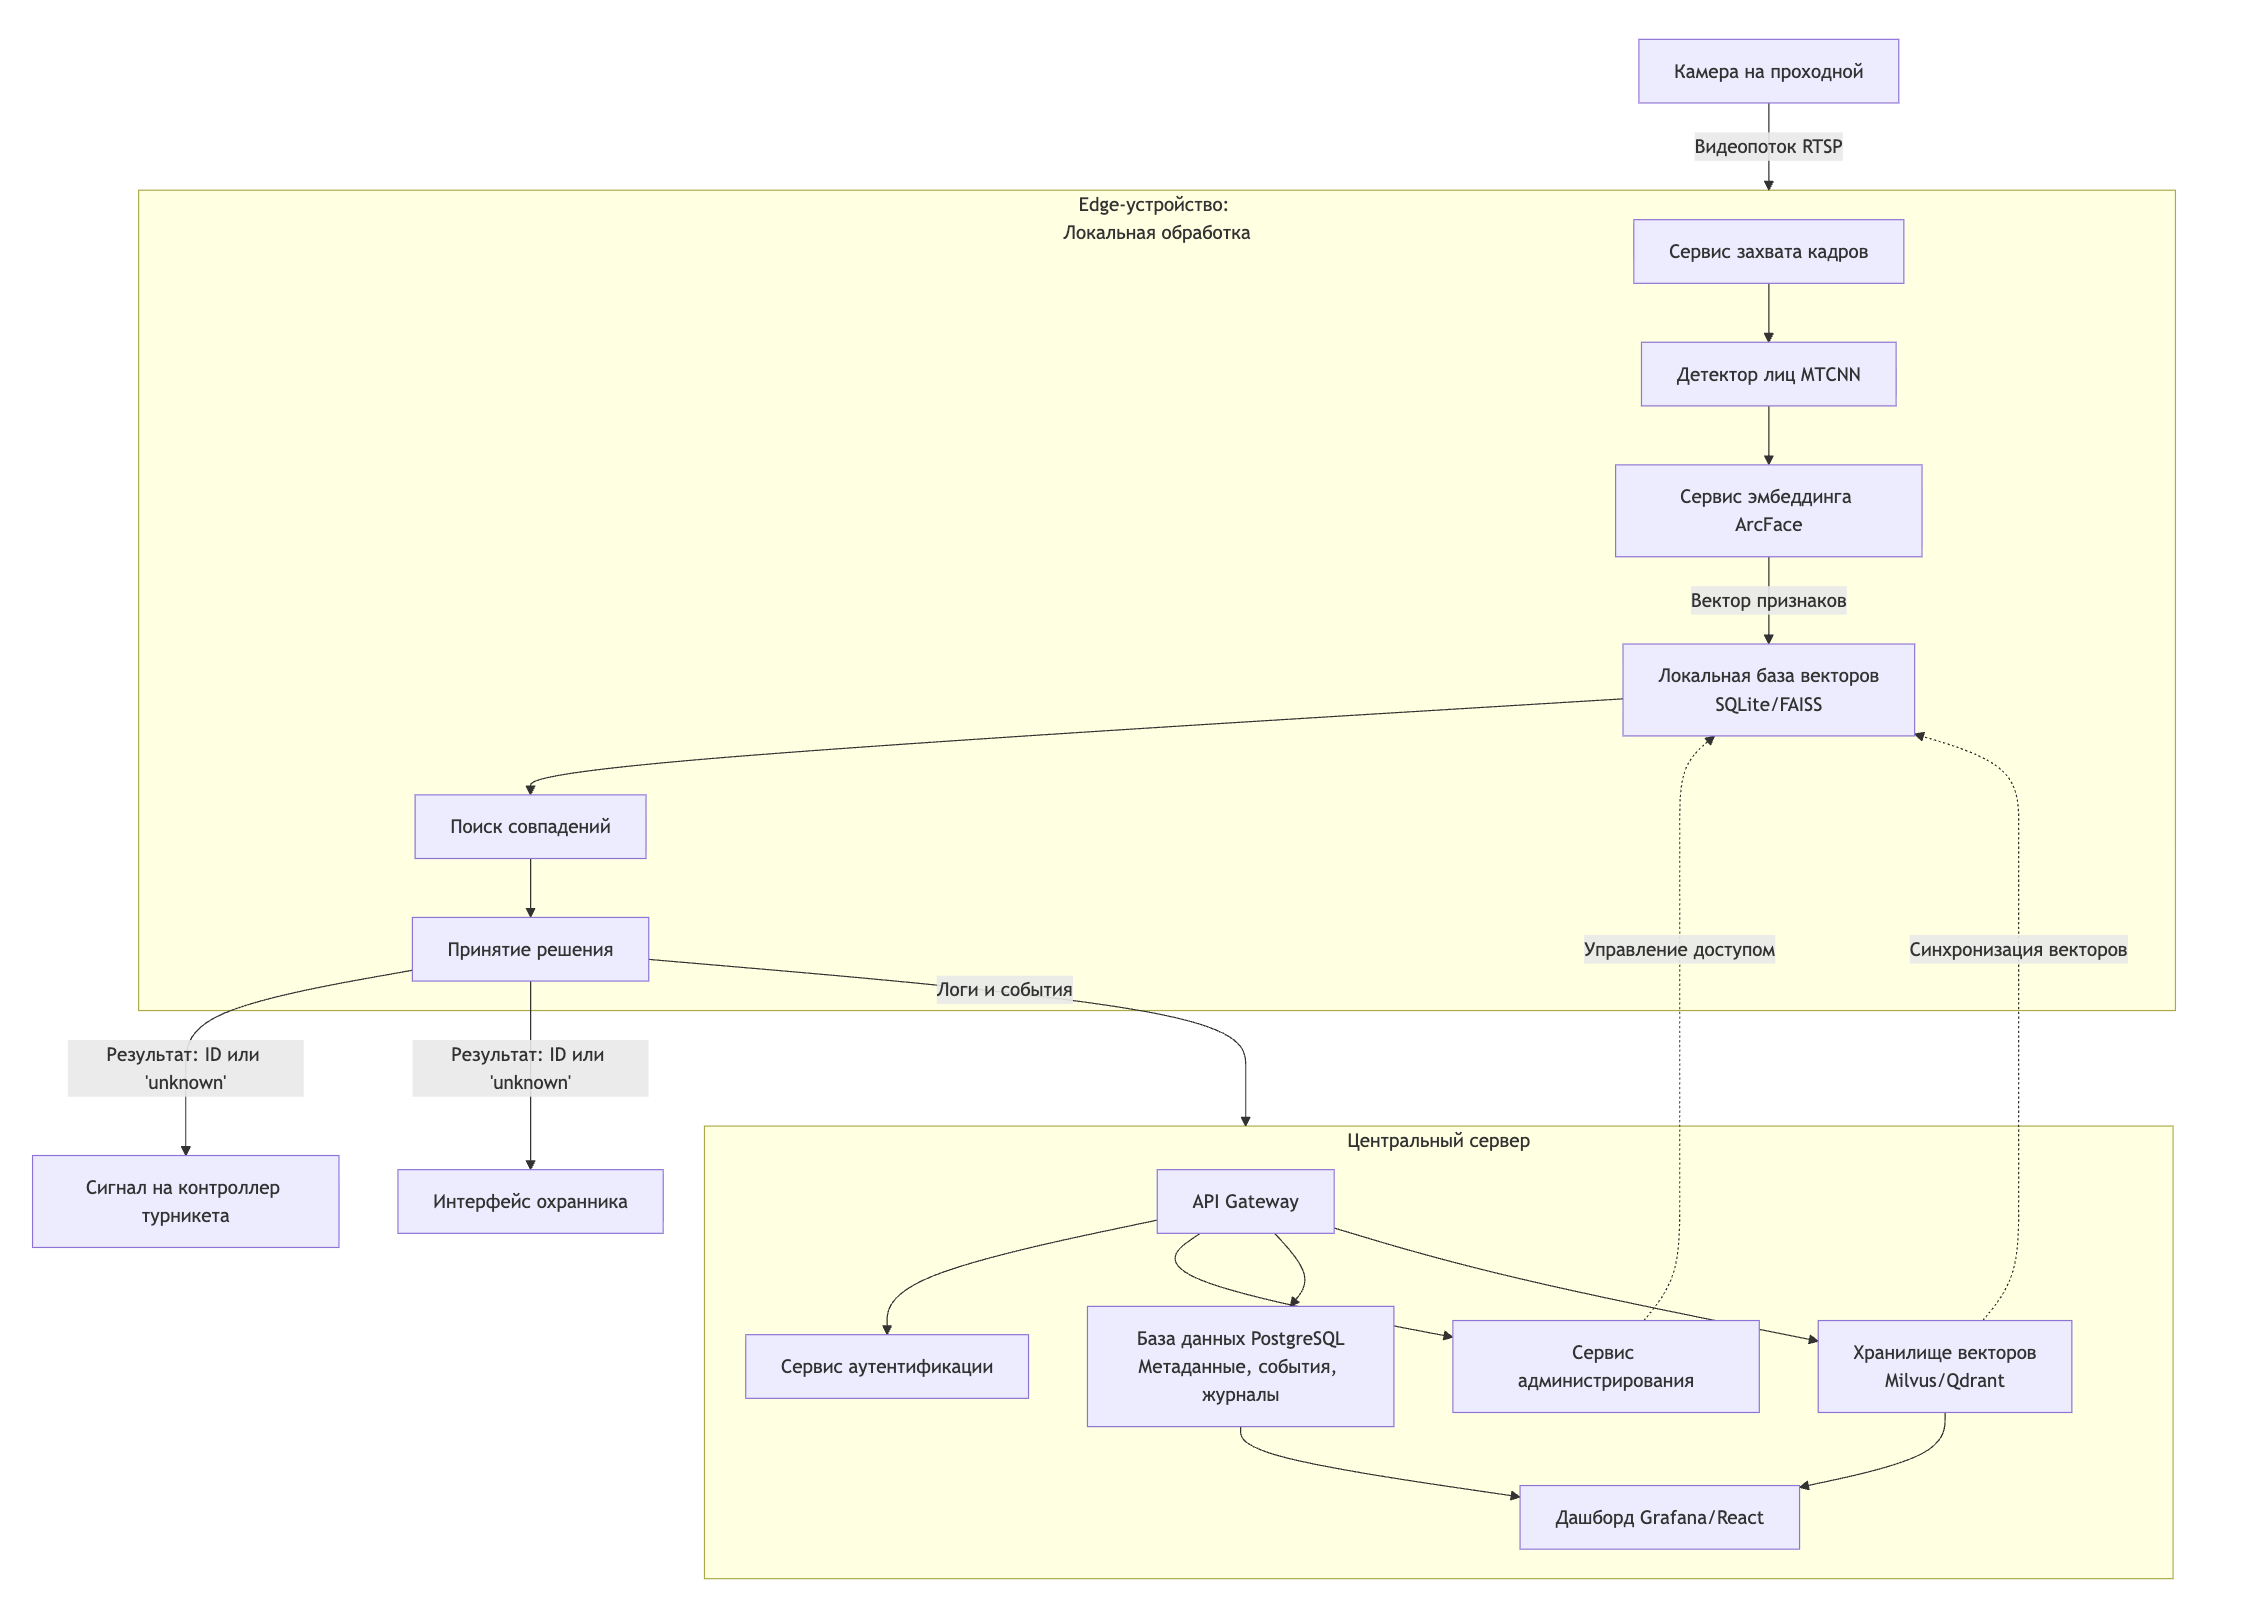 Камера на проходной
Видеопоток RTSP
Edge-устройство:
Локальная обработка
Сервис захвата кадров
Детектор лиц MTCNN
Сервис эмбеддинга
ArcFace
Вектор признаков
Локальная база векторов
SQLite/FAISS
Поиск совпадений
Принятие решения
Управление доступом
Синхронизация векторов
Логи и события
Результат: ID или
'unknown'
Результат: ID или
'unknown'
Сигнал на контроллер
турникета
Интерфейс охранника
Центральный сервер
API Gateway
Сервис аутентификации
База данных PostgreSQL
Метаданные, события,
журналы
Сервис
администрирования
Хранилище векторов
Milvus/Qdrant
Дашборд Grafana/React